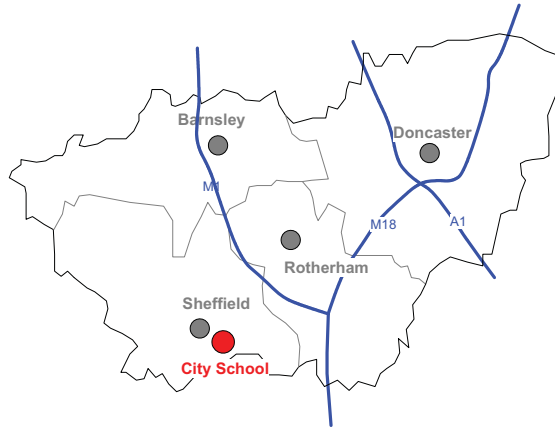 Barnsley
Doncaster
M1
M18
A1
Rotherham
Sheffield
City School